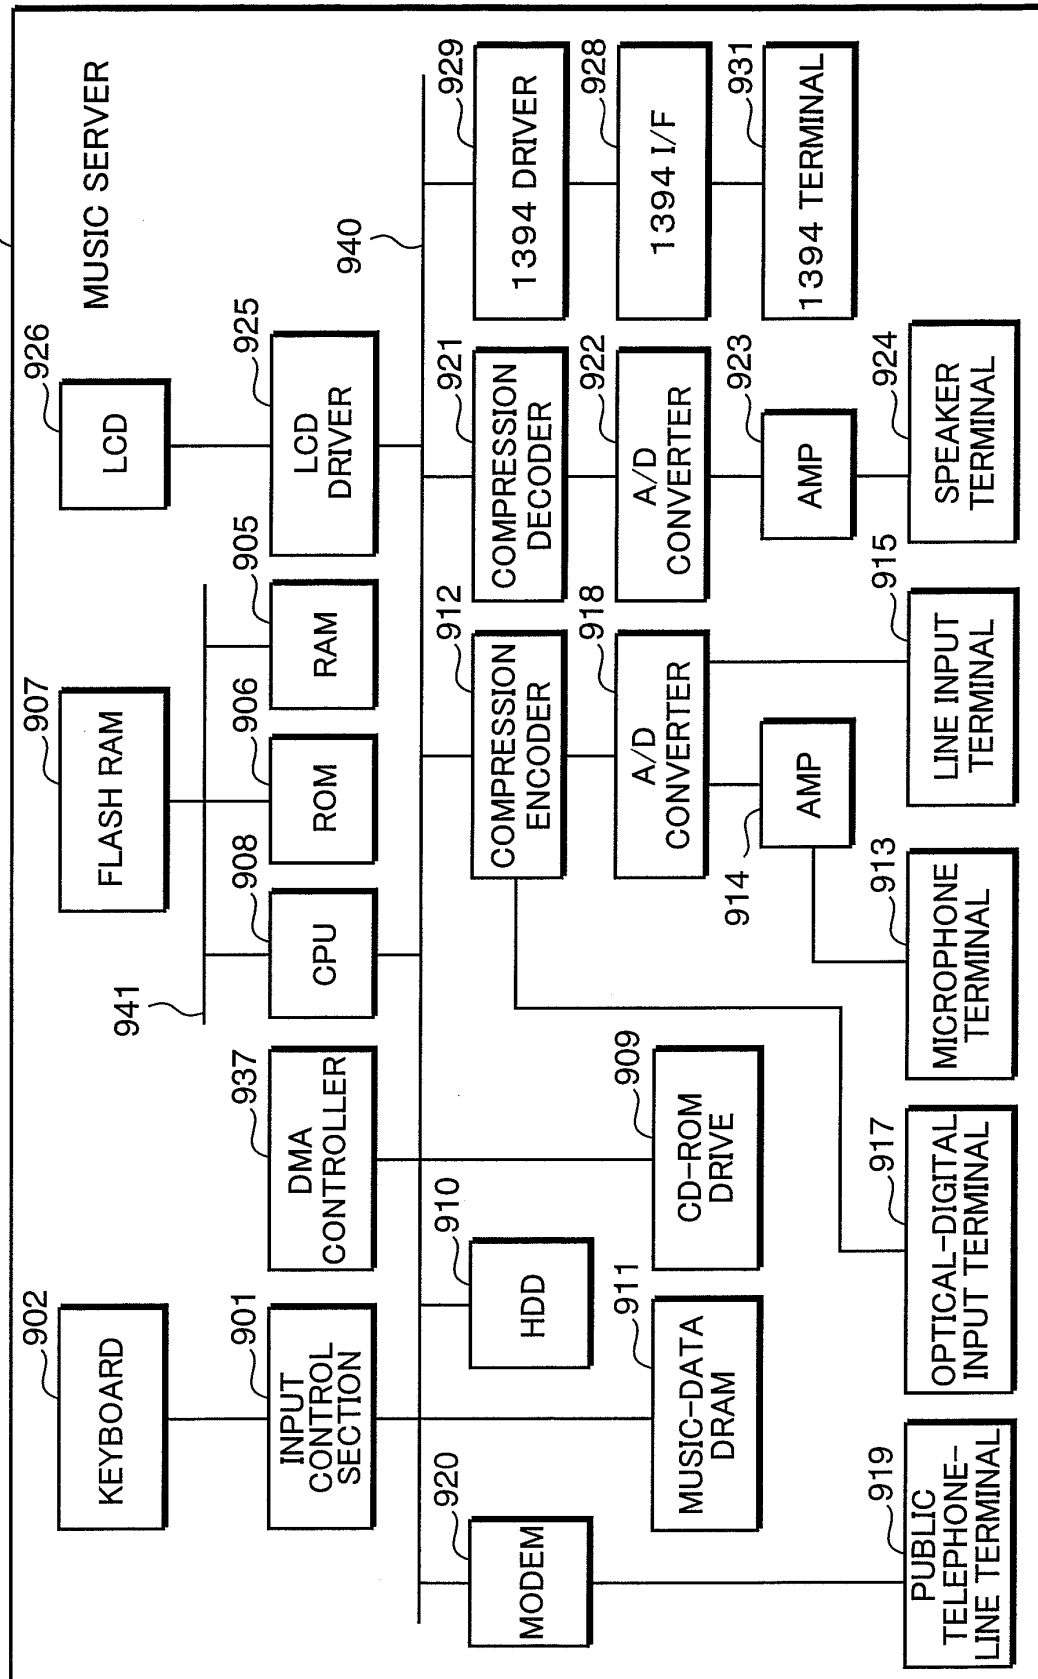 MUSIC SERVER
902
KEYBOARD
907
FLASH RAM
926
LCD
941
901
INPUT
CONTROL
SECTION
937
DMA
CONTROLLER
908
CPU
906
ROM
905
RAM
925
LCD
DRIVER
940
920
MODEM
910
HDD
912
COMPRESSION
ENCODER
921
COMPRESSION
DECODER
929
1394 DRIVER
911
MUSIC-DATA
DRAM
909
CD-ROM
DRIVE
918
A/D
CONVERTER
922
A/D
CONVERTER
928
1394 I/F
914
AMP
923
AMP
931
1394 TERMINAL
919
PUBLIC
TELEPHONE-
LINE TERMINAL
917
OPTICAL-DIGITAL
INPUT TERMINAL
913
MICROPHONE
TERMINAL
915
LINE INPUT
TERMINAL
924
SPEAKER
TERMINAL